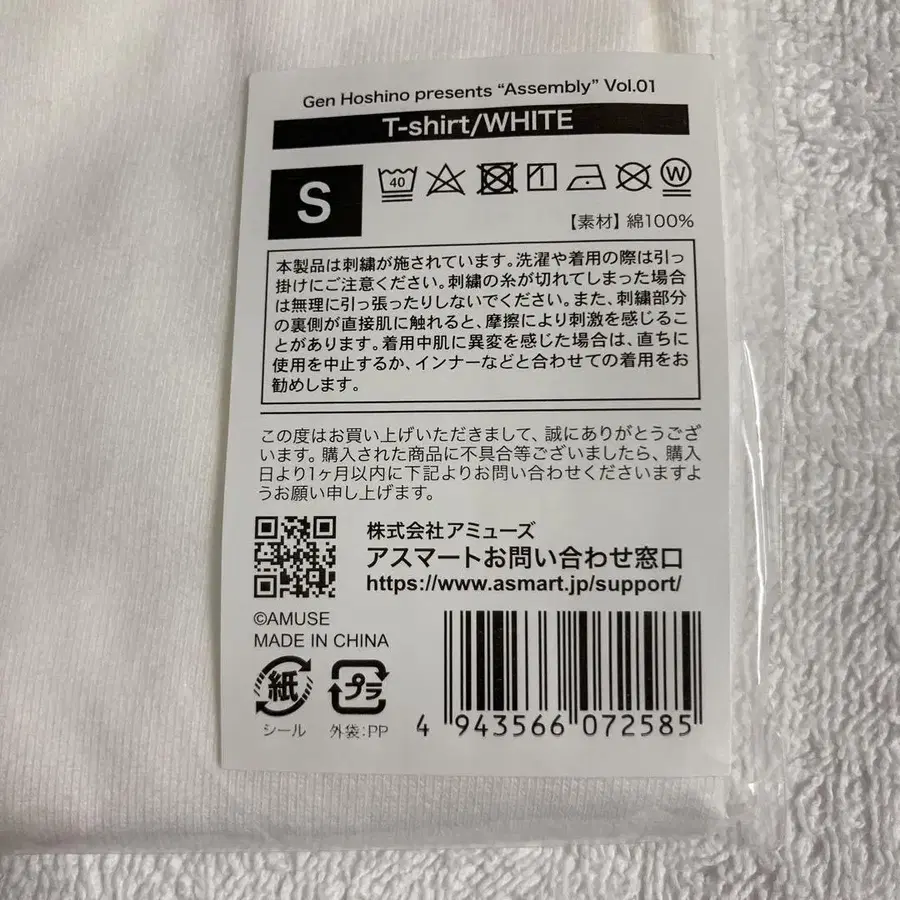 Gen Hoshino presents “Assembly” Vol.01
T-shirt/WHITE
S
40
W
【素材】綿100%
本製品は刺繍が施されています。洗濯や着用の際は引っ
掛けにご注意ください。刺繍の糸が切れてしまった場合
は無理に引っ張ったりしないでください。また、刺繍部分
の裏側が直接肌に触れると、摩擦により刺激を感じるこ
とがあります。着用中肌に異変を感じた場合は、直ちに
使用を中止するか、インナーなどと合わせての着用をお
勧めします。
この度はお買い上げいただきまして、誠にありがとうござ
います。購入された商品に不具合等ございましたら、購入
日より1ヶ月以内に下記よりお問い合わせくださいますよ
うお願い申し上げます。
株式会社アミューズ
アスマートお問い合わせ窓口
https://www.asmart.jp/support/
©AMUSE
MADE IN CHINA
紙
プラ
シール
外袋:PP
4 943566 072585